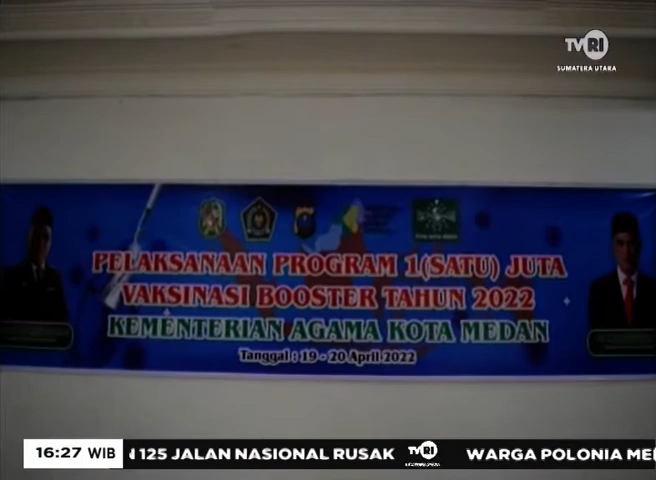 TVRI
SUMATERA UTARA
PELAKSANAAN PROGRAM 1(SATU) JUTA
VAKSINASI BOOSTER TAHUN 2022
KEMENTERIAN AGAMA KOTA MEDAN
Tanggal : 19 - 20 April 2022
16:27 WIB
125 JALAN NASIONAL RUSAK TVRI WARGA POLONIA